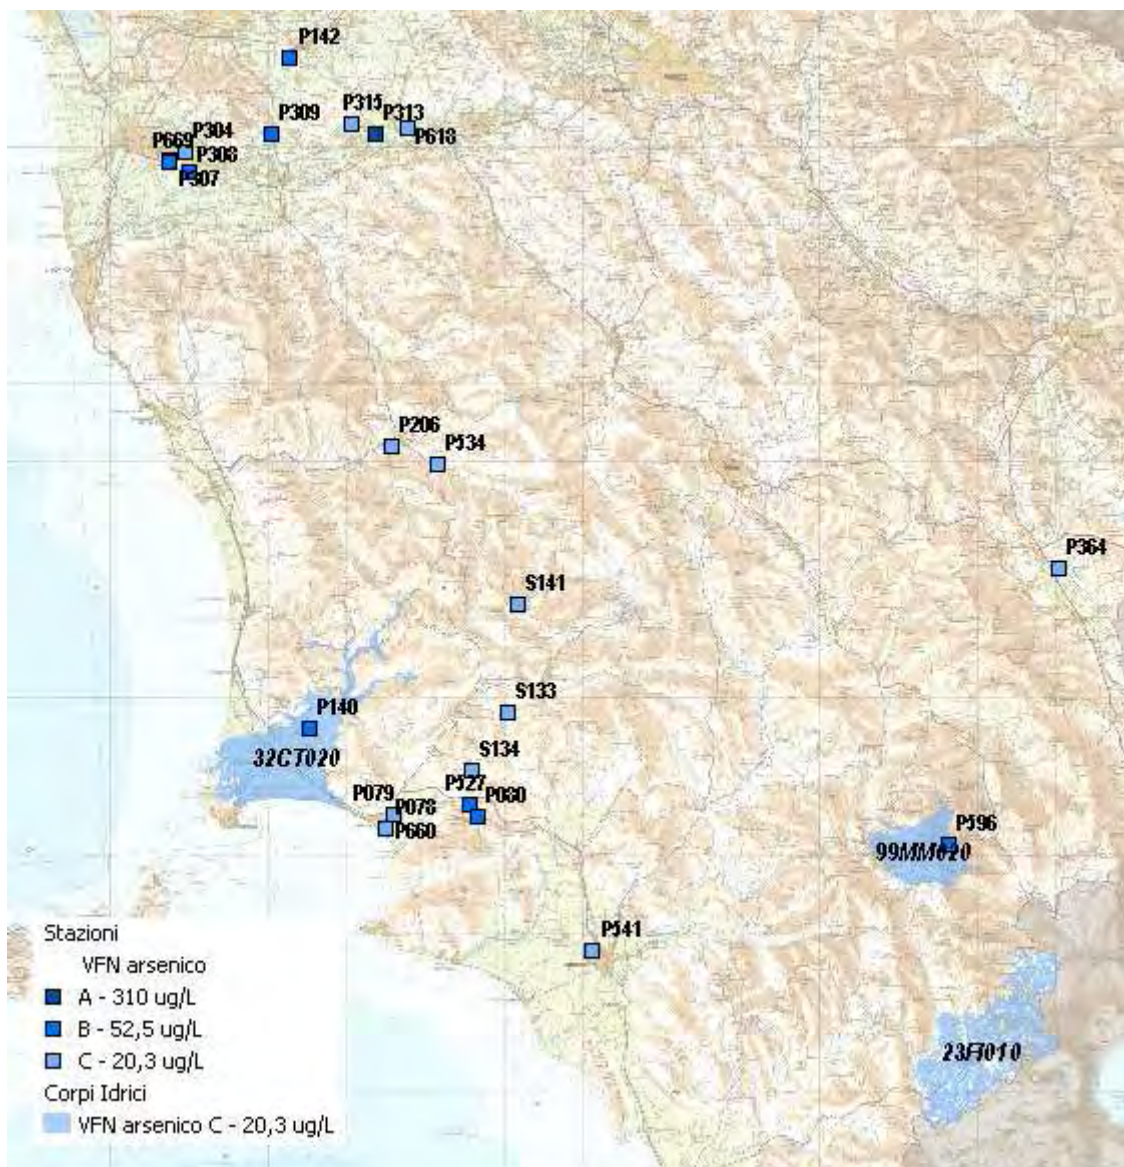 P142
P309
P315
P313
P618
P304
P669
P308
P307
P206
P534
P364
S141
S133
P140
32CT020
S134
P527
P080
P079
P078
P660
P596
99MM020
P541
23FI010
Stazioni
VFN arsenico
A - 310 ug/L
B - 52,5 ug/L
C - 20,3 ug/L
Corpi Idrici
VFN arsenico C - 20,3 ug/L